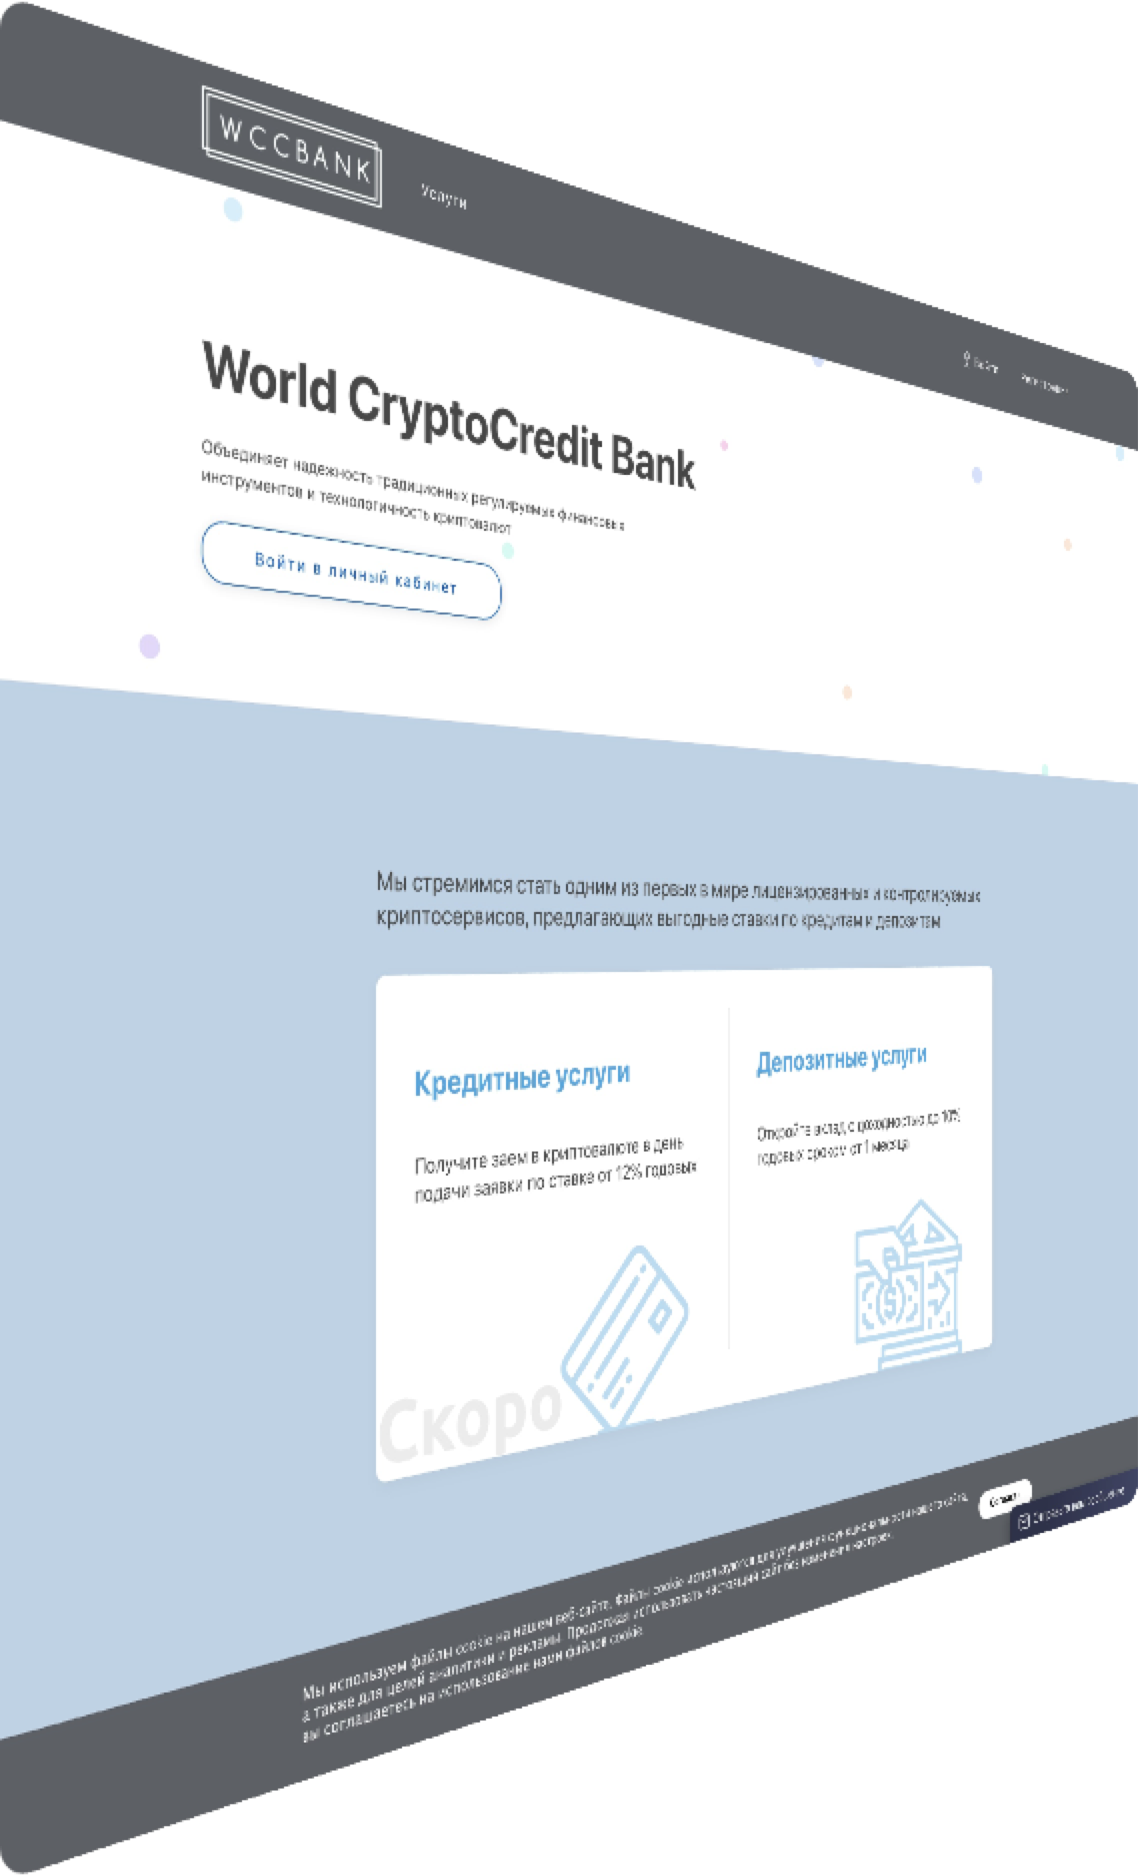 WCCBANK
Услуги
Войти
Регистрация
World CryptoCredit Bank
Объединяет надежность традиционных регулируемых финансовых
инструментов и технологичность криптовалют
Войти в личный кабинет
Мы стремимся стать одним из первых в мире лицензированных и контролируемых
криптосервисов, предлагающих выгодные ставки по кредитам и депозитам
Кредитные услуги
Получите заем в криптовалюте в день
подачи заявки по ставке от 12% годовых
Скоро
Депозитные услуги
Откройте вклад с доходностью до 10%
годовых сроком от 1 месяца
Мы используем файлы cookie на нашем веб-сайте. Файлы cookie используются для улучшения функциональности нашего сайта,
а также для целей аналитики и рекламы. Продолжая использовать настоящий сайт без изменения настроек,
вы соглашаетесь на использование нами файлов cookie